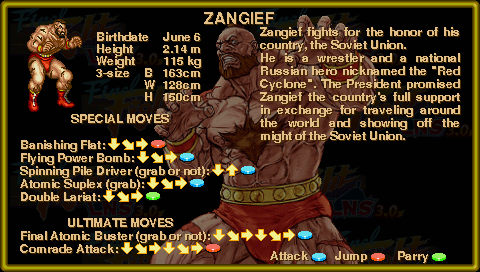 ZANGIEF
Birthdate June 6
Height 2.14 m
Weight 115 kg
3-size B 163cm
W 128cm
H 150cm
Zangief fights for the honor of his
country, the Soviet Union.
He is a wrestler and a national
Russian hero nicknamed the "Red
Cyclone". The President promised
Zangief the country's full support
in exchange for traveling around
the world and showing off the
might of the Soviet Union.
SPECIAL MOVES
Banishing Flat:
Flying Power Bomb:
Spinning Pile Driver (grab or not):
Atomic Suplex (grab):
Double Lariat:
ULTIMATE MOVES
Final Atomic Buster (grab or not):
Comrade Attack:
Attack Jump Parry